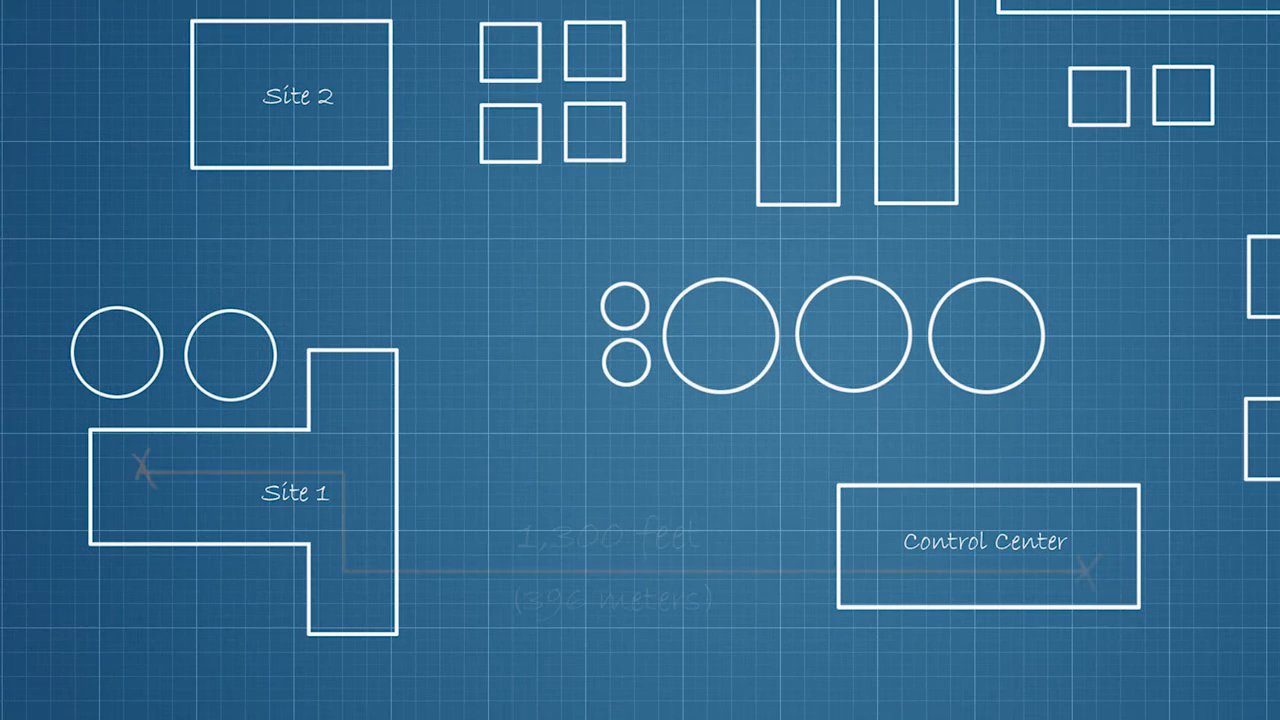 Site 2
Site 1
1,300 feet
(396 meters)
Control Center